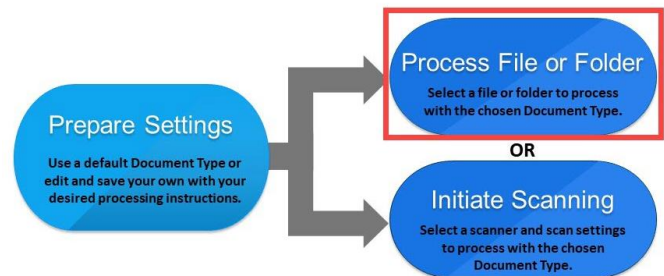 Prepare Settings
Use a default Document Type or
edit and save your own with your
desired processing instructions.
Process File or Folder
Select a file or folder to process
with the chosen Document Type.
OR
Initiate Scanning
Select a scanner and scan settings
to process with the chosen
Document Type.